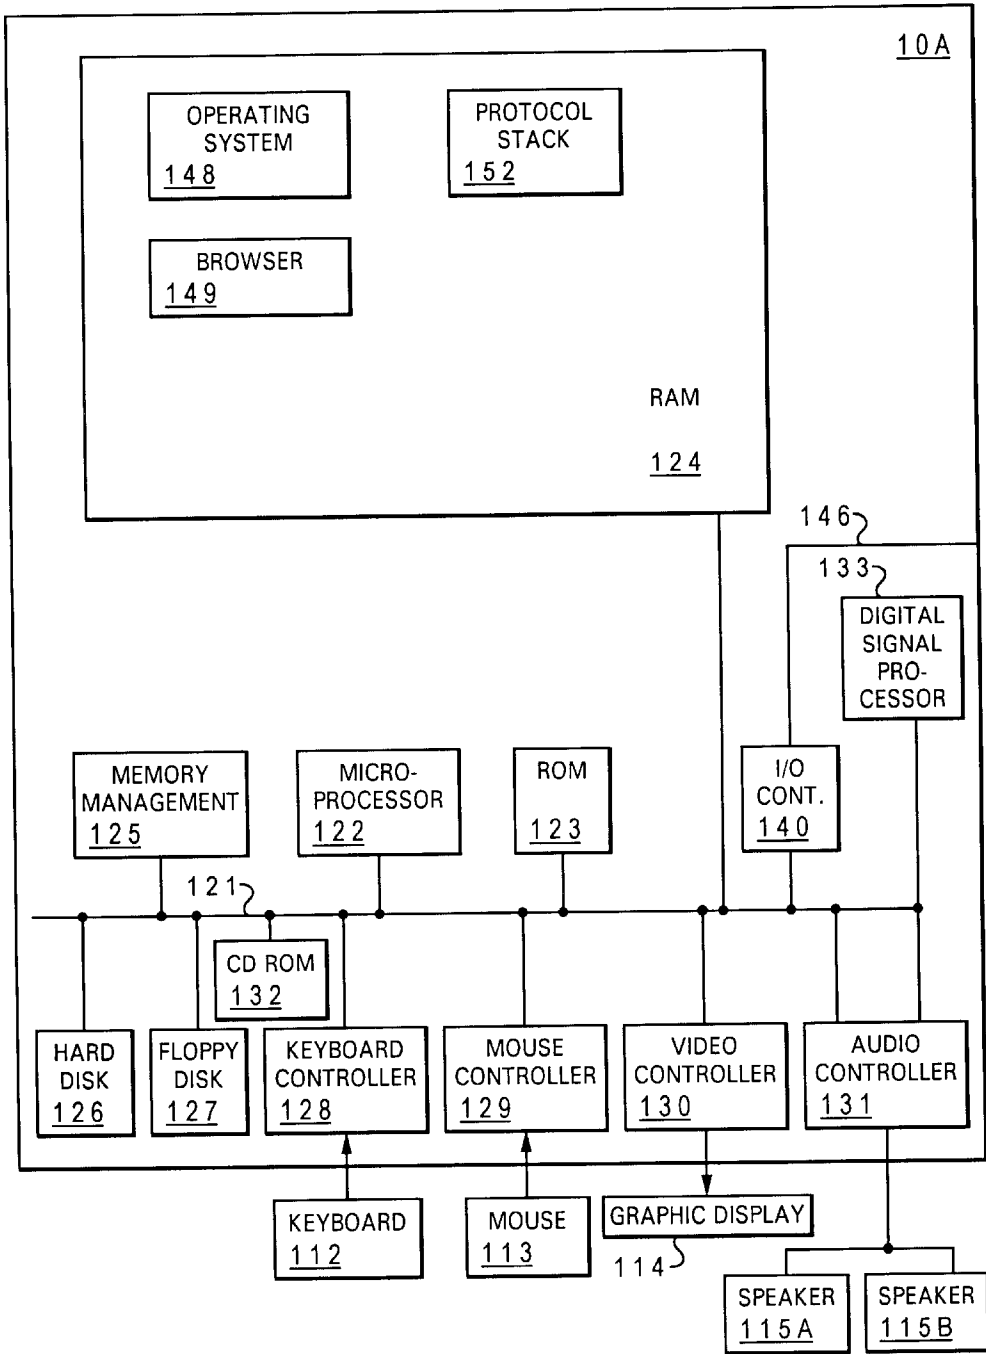 10A
OPERATING
SYSTEM
148
PROTOCOL
STACK
152
BROWSER
149
RAM
124
146
133
DIGITAL
SIGNAL
PRO-
CESSOR
MEMORY
MANAGEMENT
125
MICRO-
PROCESSOR
122
ROM
123
I/O
CONT.
140
121
CD ROM
132
HARD
DISK
126
FLOPPY
DISK
127
KEYBOARD
CONTROLLER
128
MOUSE
CONTROLLER
129
VIDEO
CONTROLLER
130
AUDIO
CONTROLLER
131
KEYBOARD
112
MOUSE
113
GRAPHIC DISPLAY
114
SPEAKER
115A
SPEAKER
115B